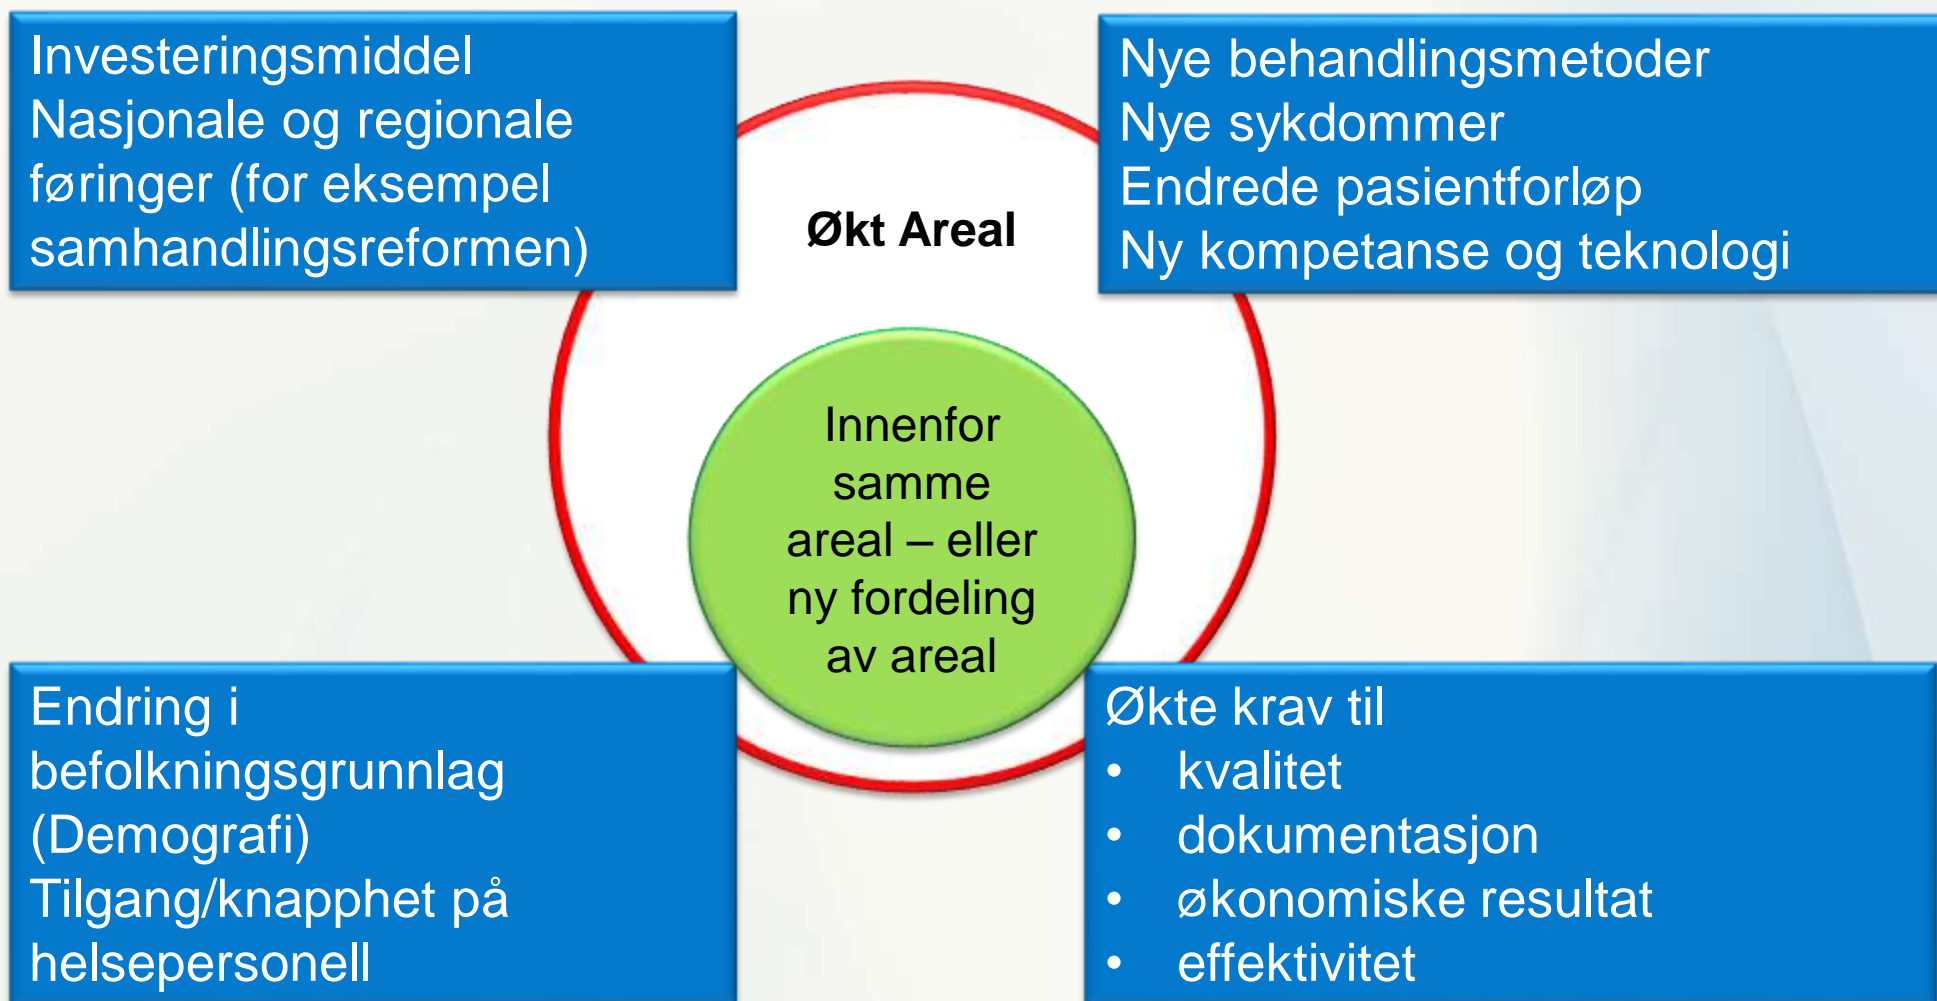 Investeringsmiddel
Nasjonale og regionale
føringer (for eksempel
samhandlingsreformen)
Nye behandlingsmetoder
Nye sykdommer
Endrede pasientforløp
Ny kompetanse og teknologi
Økt Areal
Innenfor
samme
areal – eller
ny fordeling
av areal
Endring i
befolkningsgrunnlag
(Demografi)
Tilgang/knapphet på
helsepersonell
Økte krav til
• kvalitet
• dokumentasjon
• økonomiske resultat
• effektivitet